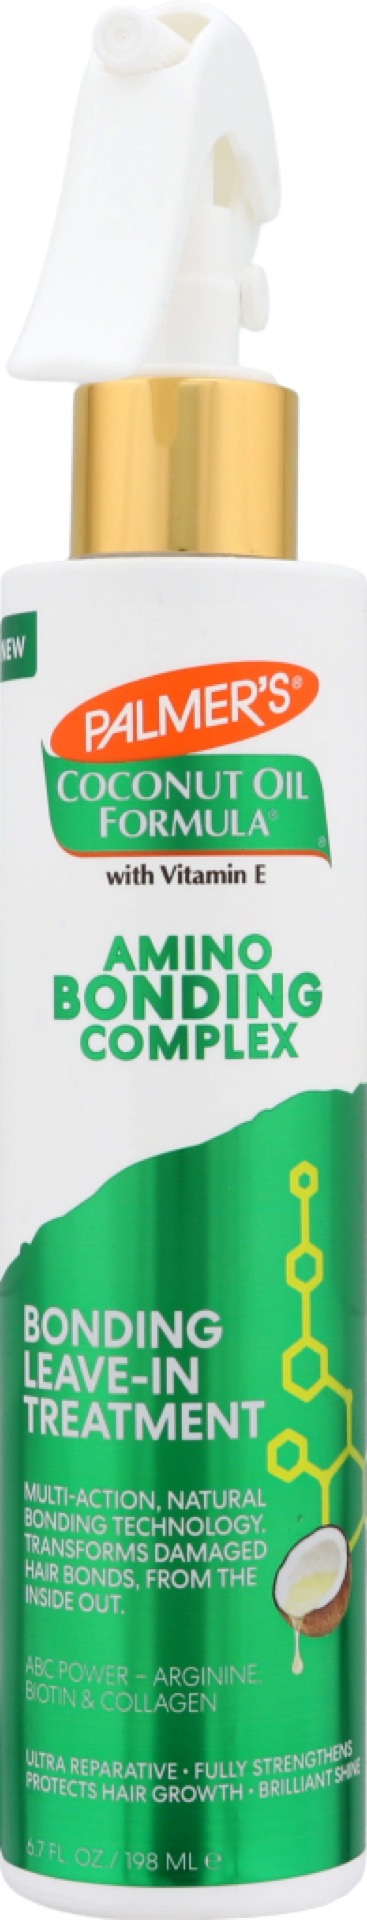 NEW
PALMER'S®
COCONUT OIL
FORMULA®
with Vitamin E
AMINO
BONDING
COMPLEX
BONDING
LEAVE-IN
TREATMENT
MULTI-ACTION, NATURAL
BONDING TECHNOLOGY.
TRANSFORMS DAMAGED
HAIR BONDS, FROM THE
INSIDE OUT.
ABC POWER – ARGININE,
BIOTIN & COLLAGEN
ULTRA REPARATIVE • FULLY STRENGTHENS
PROTECTS HAIR GROWTH • BRILLIANT SHINE
6.7 FL. OZ./ 198 ML ℮